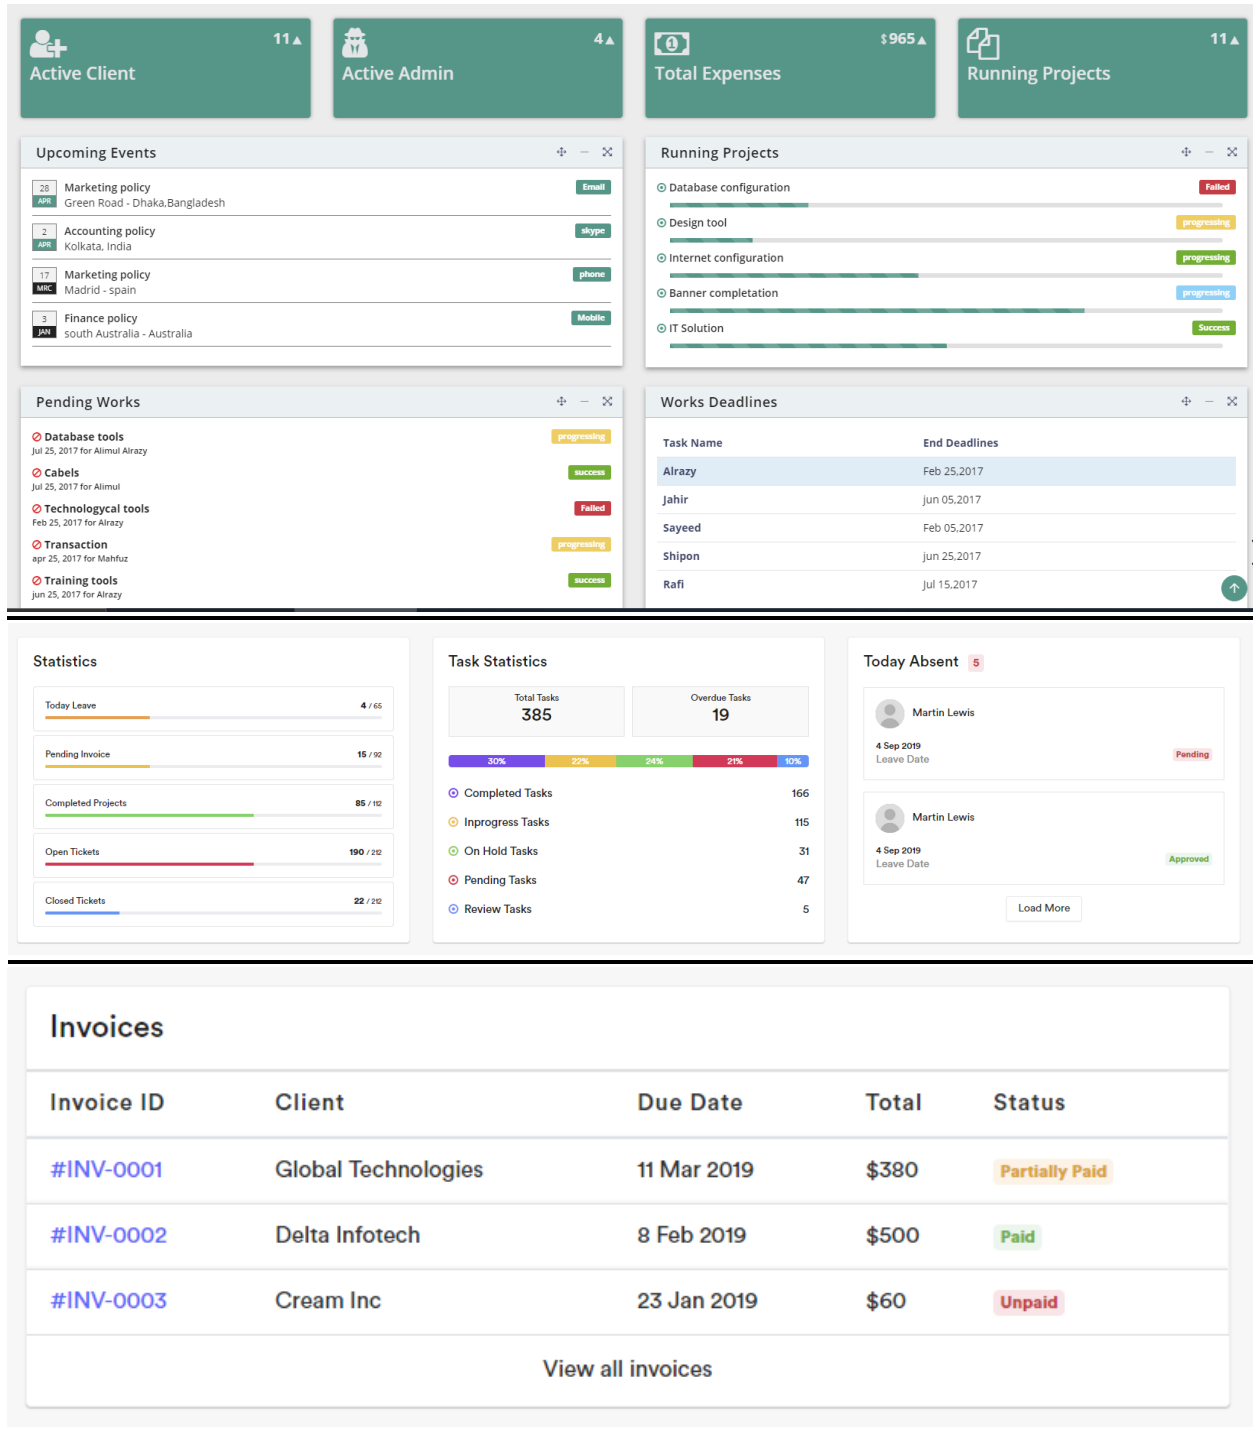 11▲
Active Client
4▲
Active Admin
$965▲
Total Expenses
11▲
Running Projects
Upcoming Events
28
APR
Marketing policy
Green Road - Dhaka,Bangladesh
Email
2
APR
Accounting policy
Kolkata, India
skype
17
MRC
Marketing policy
Madrid - spain
phone
3
JAN
Finance policy
south Australia - Australia
Mobile
Running Projects
Database configuration
Failed
Design tool
progressing
Internet configuration
progressing
Banner completation
progressing
IT Solution
Success
Pending Works
Database tools
progressing
Jul 25, 2017 for Alimul Alrazy
Cabels
success
Jul 25, 2017 for Alimul
Technologycal tools
Failed
Feb 25, 2017 for Alrazy
Transaction
progressing
apr 25, 2017 for Mahfuz
Training tools
success
jun 25, 2017 for Alrazy
Works Deadlines
Task Name End Deadlines
Alrazy Feb 25,2017
Jahir jun 05,2017
Sayeed Feb 05,2017
Shipon jun 25,2017
Rafi Jul 15,2017
Statistics
Today Leave 4 / 65
Pending Invoice 15 / 92
Completed Projects 85 / 112
Open Tickets 190 / 212
Closed Tickets 22 / 212
Task Statistics
Total Tasks
385
Overdue Tasks
19
30% 22% 24% 21% 10%
Completed Tasks 166
Inprogress Tasks 115
On Hold Tasks 31
Pending Tasks 47
Review Tasks 5
Today Absent 5
Martin Lewis
4 Sep 2019
Leave Date
Pending
Martin Lewis
4 Sep 2019
Leave Date
Approved
Load More
Invoices
Invoice ID Client Due Date Total Status
#INV-0001 Global Technologies 11 Mar 2019 $380 Partially Paid
#INV-0002 Delta Infotech 8 Feb 2019 $500 Paid
#INV-0003 Cream Inc 23 Jan 2019 $60 Unpaid
View all invoices